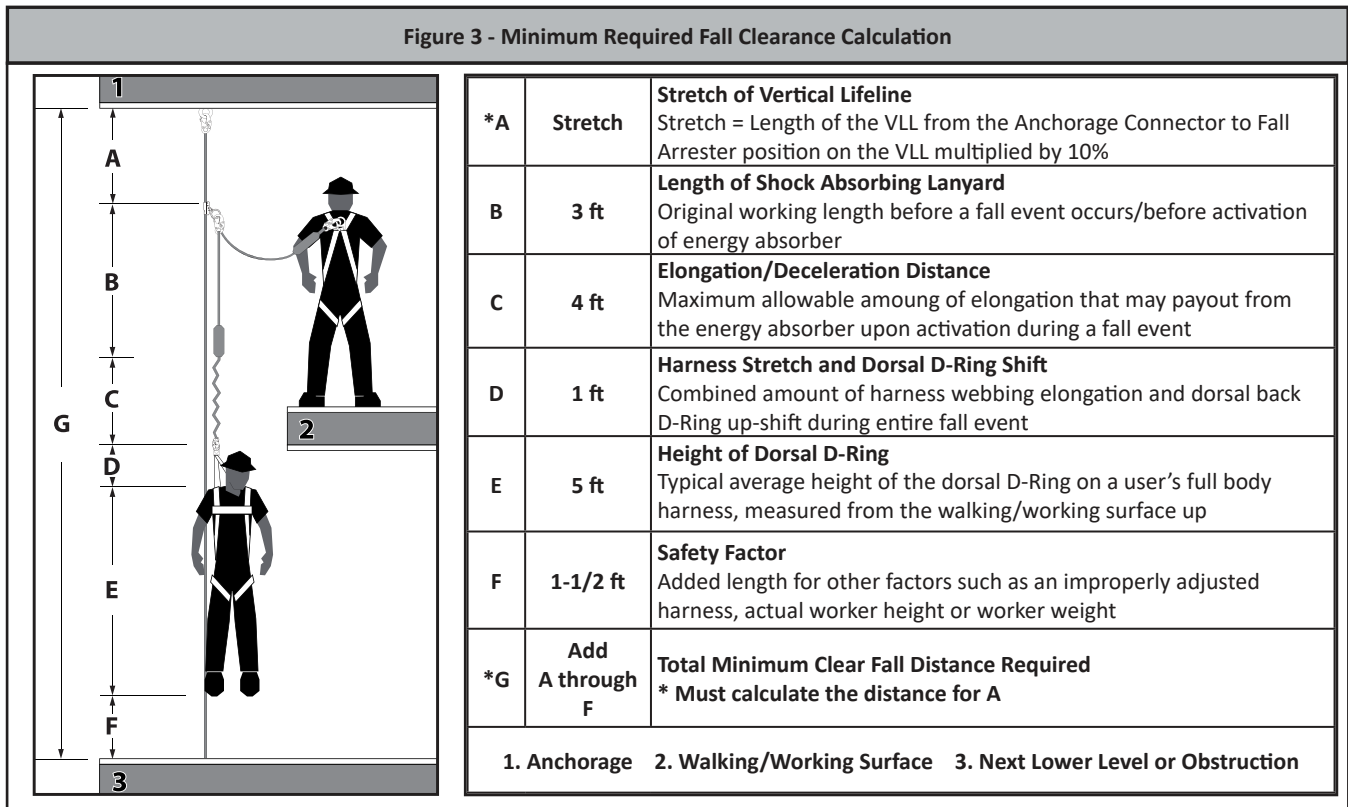 Figure 3 - Minimum Required Fall Clearance Calculation
1
A
B
C
D
E
F
G
2
3
*A
Stretch
Stretch of Vertical Lifeline
Stretch = Length of the VLL from the Anchorage Connector to Fall
Arrester position on the VLL multiplied by 10%
B
3 ft
Length of Shock Absorbing Lanyard
Original working length before a fall event occurs/before activation
of energy absorber
C
4 ft
Elongation/Deceleration Distance
Maximum allowable amoung of elongation that may payout from
the energy absorber upon activation during a fall event
D
1 ft
Harness Stretch and Dorsal D-Ring Shift
Combined amount of harness webbing elongation and dorsal back
D-Ring up-shift during entire fall event
E
5 ft
Height of Dorsal D-Ring
Typical average height of the dorsal D-Ring on a user's full body
harness, measured from the walking/working surface up
F
1-1/2 ft
Safety Factor
Added length for other factors such as an improperly adjusted
harness, actual worker height or worker weight
*G
Add
A through
F
Total Minimum Clear Fall Distance Required
* Must calculate the distance for A
1. Anchorage 2. Walking/Working Surface 3. Next Lower Level or Obstruction